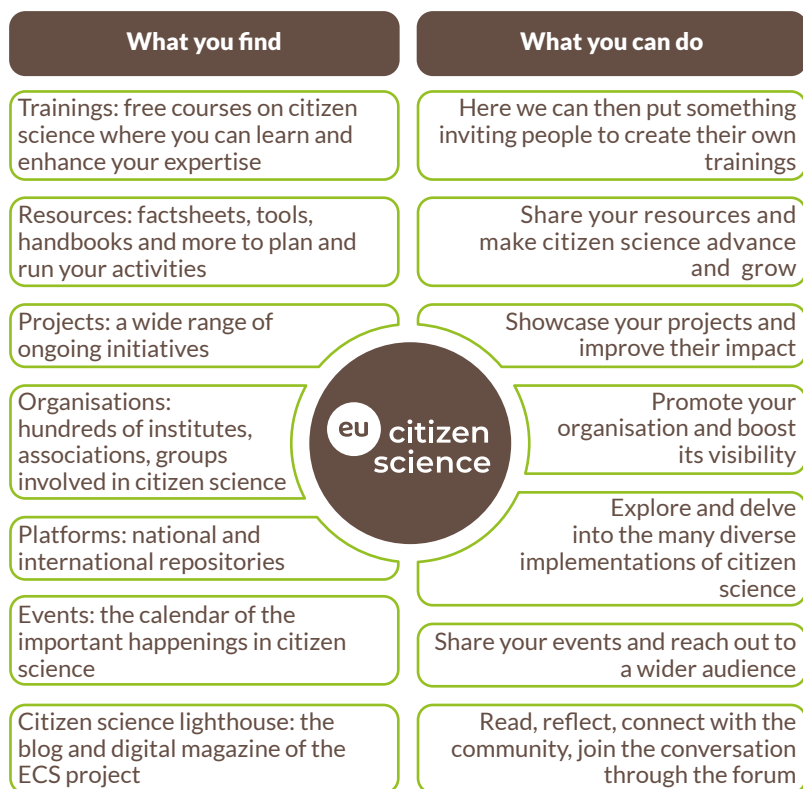 What you find
What you can do
Trainings: free courses on citizen
science where you can learn and
enhance your expertise
Here we can then put something
inviting people to create their own
trainings
Resources: factsheets, tools,
handbooks and more to plan and
run your activities
Share your resources and
make citizen science advance
and grow
Projects: a wide range of
ongoing initiatives
Showcase your projects and
improve their impact
Organisations:
hundreds of institutes,
associations, groups
involved in citizen science
eu citizen
science
Promote your
organisation and boost
its visibility
Platforms: national and
international repositories
Explore and delve
into the many diverse
implementations of citizen
science
Events: the calendar of the
important happenings in citizen
science
Share your events and reach out to
a wider audience
Citizen science lighthouse: the
blog and digital magazine of the
ECS project
Read, reflect, connect with the
community, join the conversation
through the forum